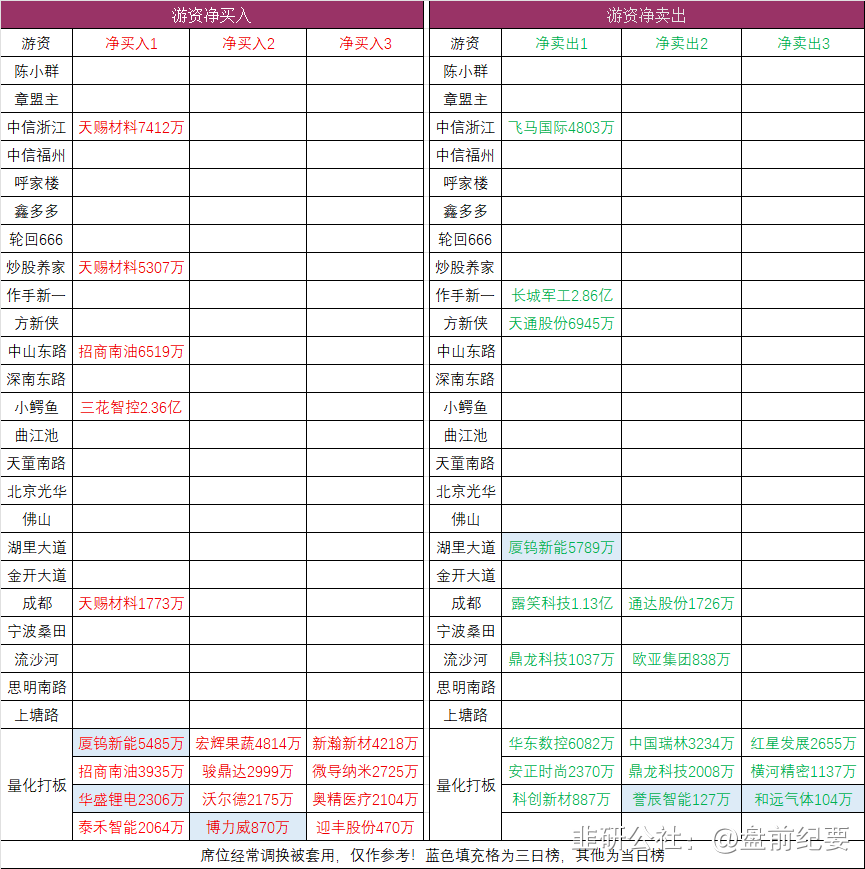 游资净买入 游资净卖出
游资 净买入1 净买入2 净买入3 游资 净卖出1 净卖出2 净卖出3
陈小群 陈小群
章盟主 章盟主
中信浙江 天赐材料7412万 中信浙江 飞马国际4803万
中信福州 中信福州
呼家楼 呼家楼
鑫多多 鑫多多
轮回666 轮回666
炒股养家 天赐材料5307万 炒股养家
作手新一 作手新一 长城军工2.86亿
方新侠 方新侠 天通股份6945万
中山东路 招商南油6519万 中山东路
深南东路 深南东路
小鳄鱼 三花智控2.36亿 小鳄鱼
曲江池 曲江池
天童南路 天童南路
北京光华 北京光华
佛山 佛山
湖里大道 湖里大道 厦钨新能5789万
金开大道 金开大道
成都 天赐材料1773万 成都 露笑科技1.13亿 通达股份1726万
宁波桑田 宁波桑田
流沙河 流沙河 鼎龙科技1037万 欧亚集团838万
思明南路 思明南路
上塘路 上塘路
量化打板 厦钨新能5485万 宏辉果蔬4814万 新瀚新材4218万 量化打板 华东数控6082万 中国瑞林3234万 红星发展2655万
招商南油3935万 骏鼎达2999万 微导纳米2725万 安正时尚2370万 鼎龙科技2008万 横河精密1137万
华盛锂电2306万 沃尔德2175万 奥精医疗2104万 科创新材887万 誉辰智能127万 和远气体104万
泰禾智能2064万 博力威870万 迎丰股份470万
韭研公社：@盘前纪要
席位经常调换被套用，仅作参考！蓝色填充格为三日榜，其他为当日榜